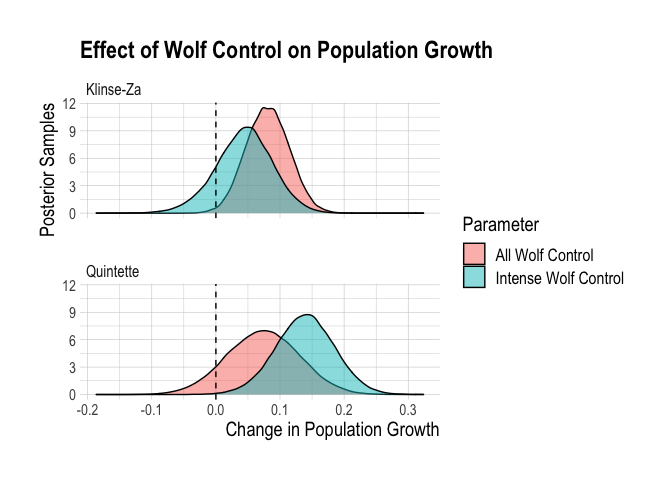 Effect of Wolf Control on Population Growth
Klinse-Za
12
9
6
3
0
Posterior Samples
Quintette
12
9
6
3
0
-0.2 -0.1 0.0 0.1 0.2 0.3
Change in Population Growth
Parameter
All Wolf Control
Intense Wolf Control